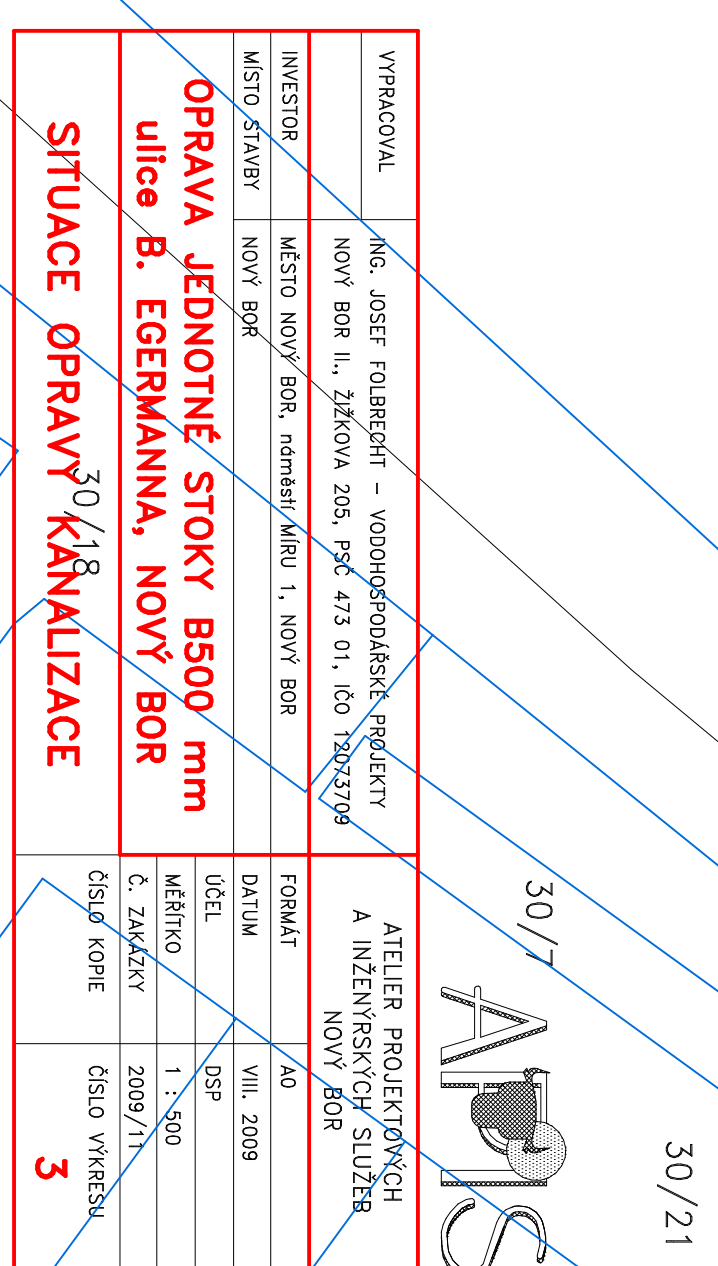 VYPRACOVAL
ING. JOSEF FOLBRECHT – VODOHOSPODÁŘSKÉ PROJEKTY
NOVÝ BOR II., ŽIŽKOVA 205, PSČ 473 01, IČO 12073709
INVESTOR
MĚSTO NOVÝ BOR, náměstí MÍRU 1, NOVÝ BOR
MÍSTO STAVBY
NOVÝ BOR
OPRAVA JEDNOTNÉ STOKY B500 mm
ulice B. EGERMANNA, NOVÝ BOR
SITUACE OPRAVY KANALIZACE
30/18
ATELIER PROJEKTOVÝCH
A INŽENÝRSKÝCH SLUŽEB
NOVÝ BOR
FORMÁT
A0
DATUM
VIII. 2009
ÚČEL
DSP
MĚŘÍTKO
1 : 500
Č. ZAKÁZKY
2009/11
ČÍSLO KOPIE
ČÍSLO VÝKRESU
3
30/7
30/21